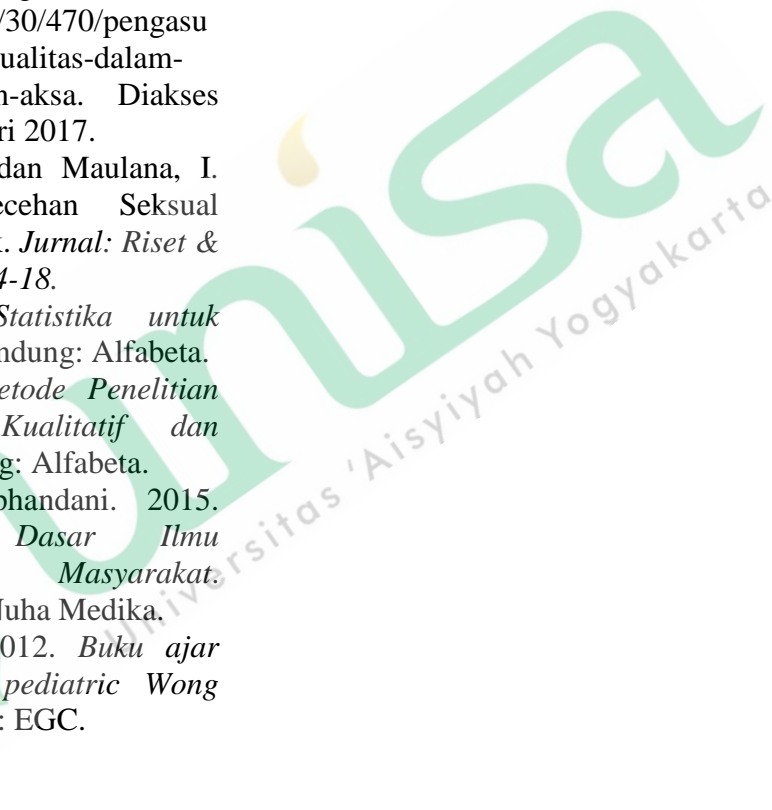 /30/470/pengasu
ualitas-dalam-
n-aksa. Diakses
ri 2017.
dan Maulana, I.
ecehan Seksual
k. Jurnal: Riset &
4-18.
Statistika untuk
ndung: Alfabeta.
etode Penelitian
Kualitatif dan
g: Alfabeta.
phandani. 2015.
Dasar Ilmu
Masyarakat.
Nuha Medika.
012. Buku ajar
pediatric Wong
: EGC.
unisa
Universitas 'Aisyiyah Yogyakarta